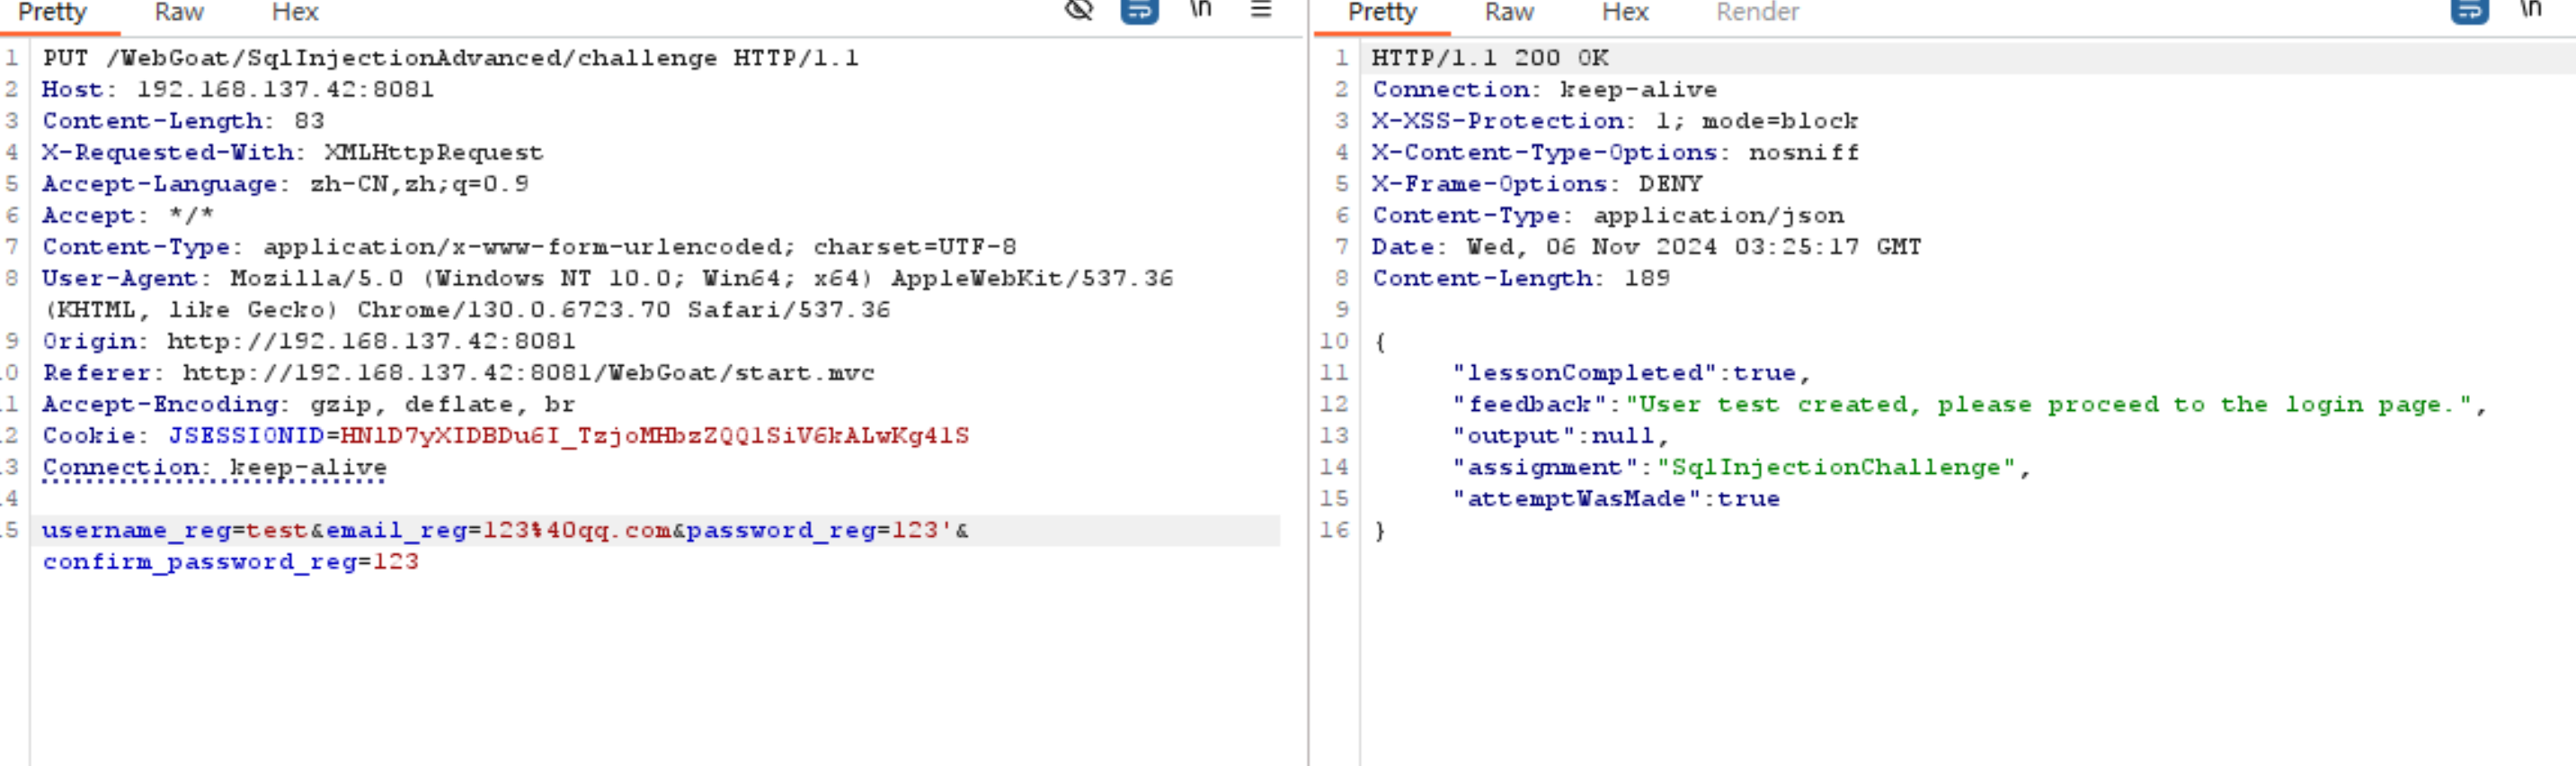 Pretty Raw Hex \n
1 PUT /WebGoat/SqlInjectionAdvanced/challenge HTTP/1.1
2 Host: 192.168.137.42:8081
3 Content-Length: 83
4 X-Requested-With: XMLHttpRequest
5 Accept-Language: zh-CN,zh;q=0.9
6 Accept: */*
7 Content-Type: application/x-www-form-urlencoded; charset=UTF-8
8 User-Agent: Mozilla/5.0 (Windows NT 10.0; Win64; x64) AppleWebKit/537.36
(KHTML, like Gecko) Chrome/130.0.6723.70 Safari/537.36
9 Origin: http://192.168.137.42:8081
.0 Referer: http://192.168.137.42:8081/WebGoat/start.mvc
.1 Accept-Encoding: gzip, deflate, br
.2 Cookie: JSESSIONID=HN1D7yXIDBDu6I_TzjoMHbzZQQ1SiV6kALwKg41S
.3 Connection: keep-alive
.4
.5 username_reg=test&email_reg=123%40qq.com&password_reg=123'&
confirm_password_reg=123
Pretty Raw Hex Render \n
1 HTTP/1.1 200 OK
2 Connection: keep-alive
3 X-XSS-Protection: 1; mode=block
4 X-Content-Type-Options: nosniff
5 X-Frame-Options: DENY
6 Content-Type: application/json
7 Date: Wed, 06 Nov 2024 03:25:17 GMT
8 Content-Length: 189
9
10 {
11 "lessonCompleted":true,
12 "feedback":"User test created, please proceed to the login page.",
13 "output":null,
14 "assignment":"SqlInjectionChallenge",
15 "attemptWasMade":true
16 }